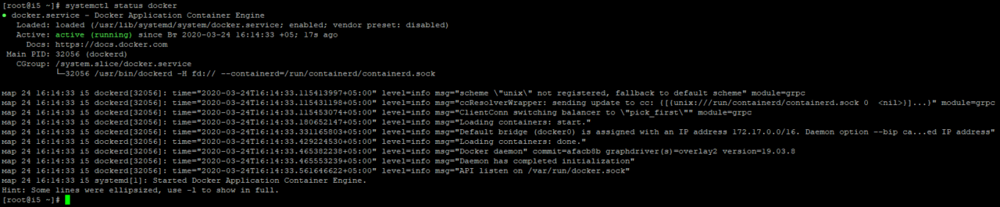 [root@i5 ~]# systemctl status docker
● docker.service - Docker Application Container Engine
Loaded: loaded (/usr/lib/systemd/system/docker.service; enabled; vendor preset: disabled)
Active: active (running) since Вт 2020-03-24 16:14:33 +05; 17s ago
Docs: https://docs.docker.com
Main PID: 32056 (dockerd)
CGroup: /system.slice/docker.service
└─32056 /usr/bin/dockerd -H fd:// --containerd=/run/containerd/containerd.sock
мар 24 16:14:33 i5 dockerd[32056]: time="2020-03-24T16:14:33.115413997+05:00" level=info msg="scheme \"unix\" not registered, fallback to default scheme" module=grpc
мар 24 16:14:33 i5 dockerd[32056]: time="2020-03-24T16:14:33.115431198+05:00" level=info msg="ccResolverWrapper: sending update to cc: {[{unix:///run/containerd/containerd.sock 0  <nil>}]...}" module=grpc
мар 24 16:14:33 i5 dockerd[32056]: time="2020-03-24T16:14:33.115453074+05:00" level=info msg="ClientConn switching balancer to \"pick_first\"" module=grpc
мар 24 16:14:33 i5 dockerd[32056]: time="2020-03-24T16:14:33.180652147+05:00" level=info msg="Loading containers: start."
мар 24 16:14:33 i5 dockerd[32056]: time="2020-03-24T16:14:33.331165803+05:00" level=info msg="Default bridge (docker0) is assigned with an IP address 172.17.0.0/16. Daemon option --bip ca...ed IP address"
мар 24 16:14:33 i5 dockerd[32056]: time="2020-03-24T16:14:33.429224530+05:00" level=info msg="Loading containers: done."
мар 24 16:14:33 i5 dockerd[32056]: time="2020-03-24T16:14:33.465382238+05:00" level=info msg="Docker daemon" commit=afacb8b graphdriver(s)=overlay2 version=19.03.8
мар 24 16:14:33 i5 dockerd[32056]: time="2020-03-24T16:14:33.465553239+05:00" level=info msg="Daemon has completed initialization"
мар 24 16:14:33 i5 dockerd[32056]: time="2020-03-24T16:14:33.561646622+05:00" level=info msg="API listen on /var/run/docker.sock"
мар 24 16:14:33 i5 systemd[1]: Started Docker Application Container Engine.
Hint: Some lines were ellipsized, use -l to show in full.
[root@i5 ~]#